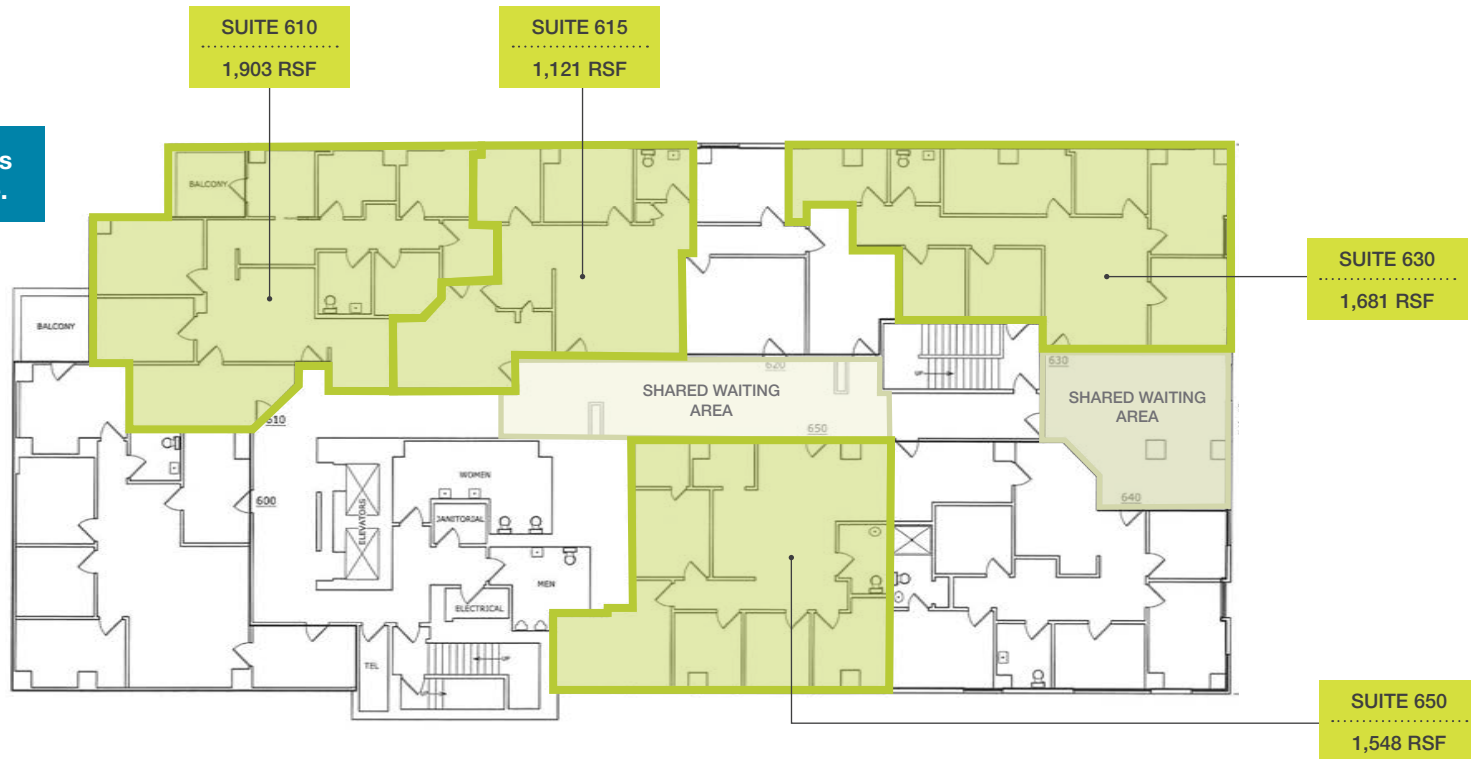 SUITE 610
1,903 RSF
SUITE 615
1,121 RSF
s
.
BALCONY
BALCONY
SUITE 630
1,681 RSF
620
630
SHARED WAITING
AREA
SHARED WAITING
AREA
610
650
WOMEN
600
ELEVATORS
JANITORIAL
640
MEN
ELECTRICAL
TEL
UP
UP
UP
SUITE 650
1,548 RSF